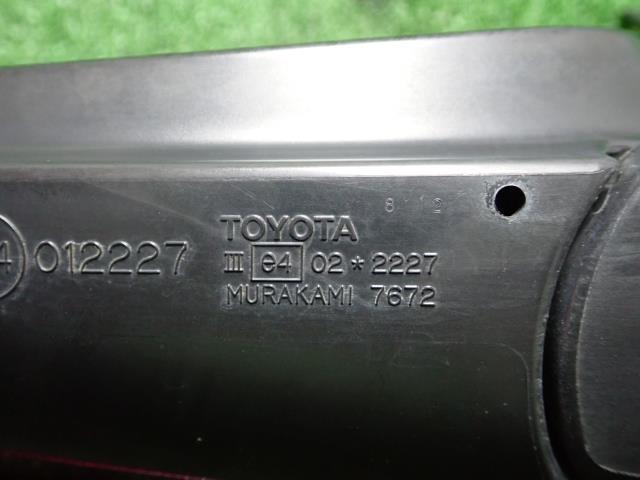 8 12
TOYOTA
4 012227
III e4 02*2227
MURAKAMI 7672